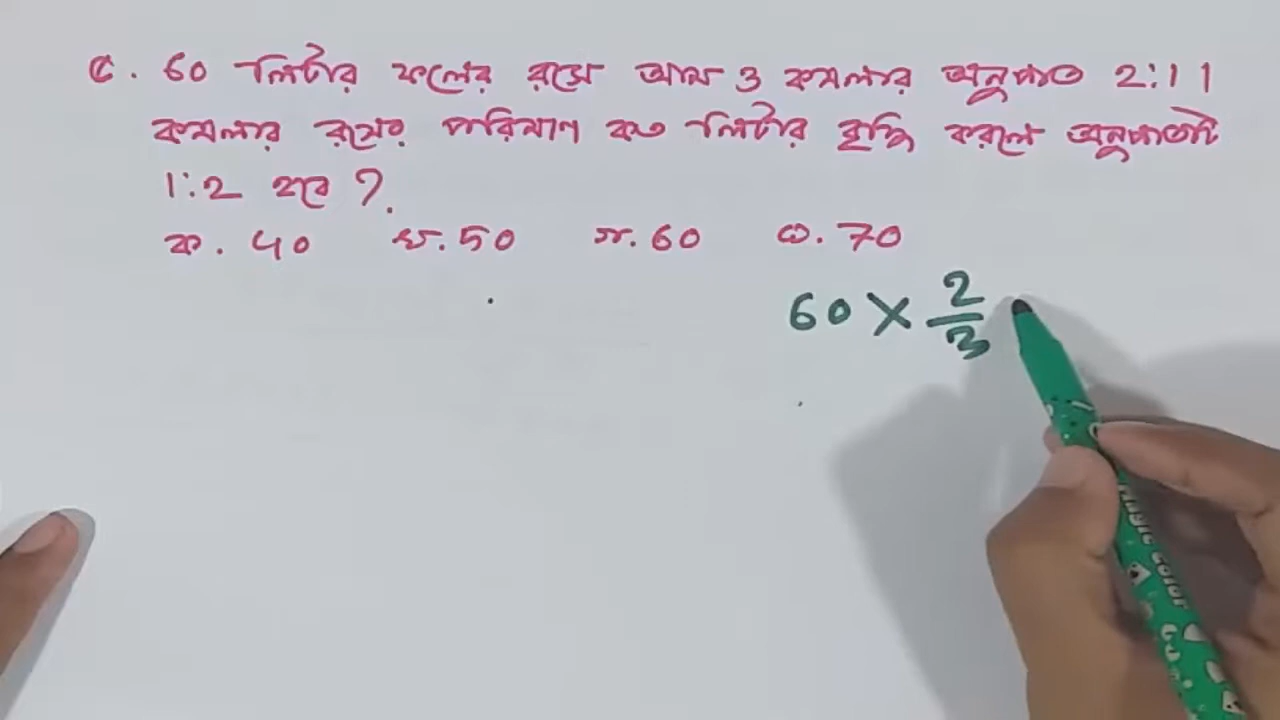 ৫. 60 লিটার ফলের রসে আম ও কমলার অনুপাত 2:1।
কমলার রসের পরিমাণ কত লিটার বৃদ্ধি করলে অনুপাতটি
1:2 হবে ?
ক. 40 খ. 50 গ. 60 ঘ. 70
60 × 2/3